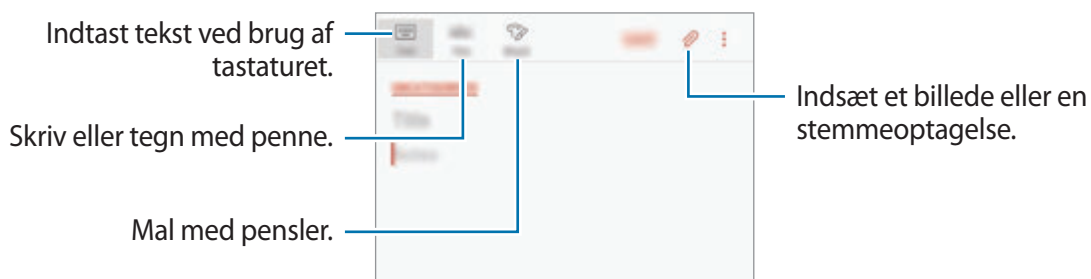 Indtast tekst ved brug af
tastaturet.
Skriv eller tegn med penne.
Mal med pensler.
Indsæt et billede eller en
stemmeoptagelse.